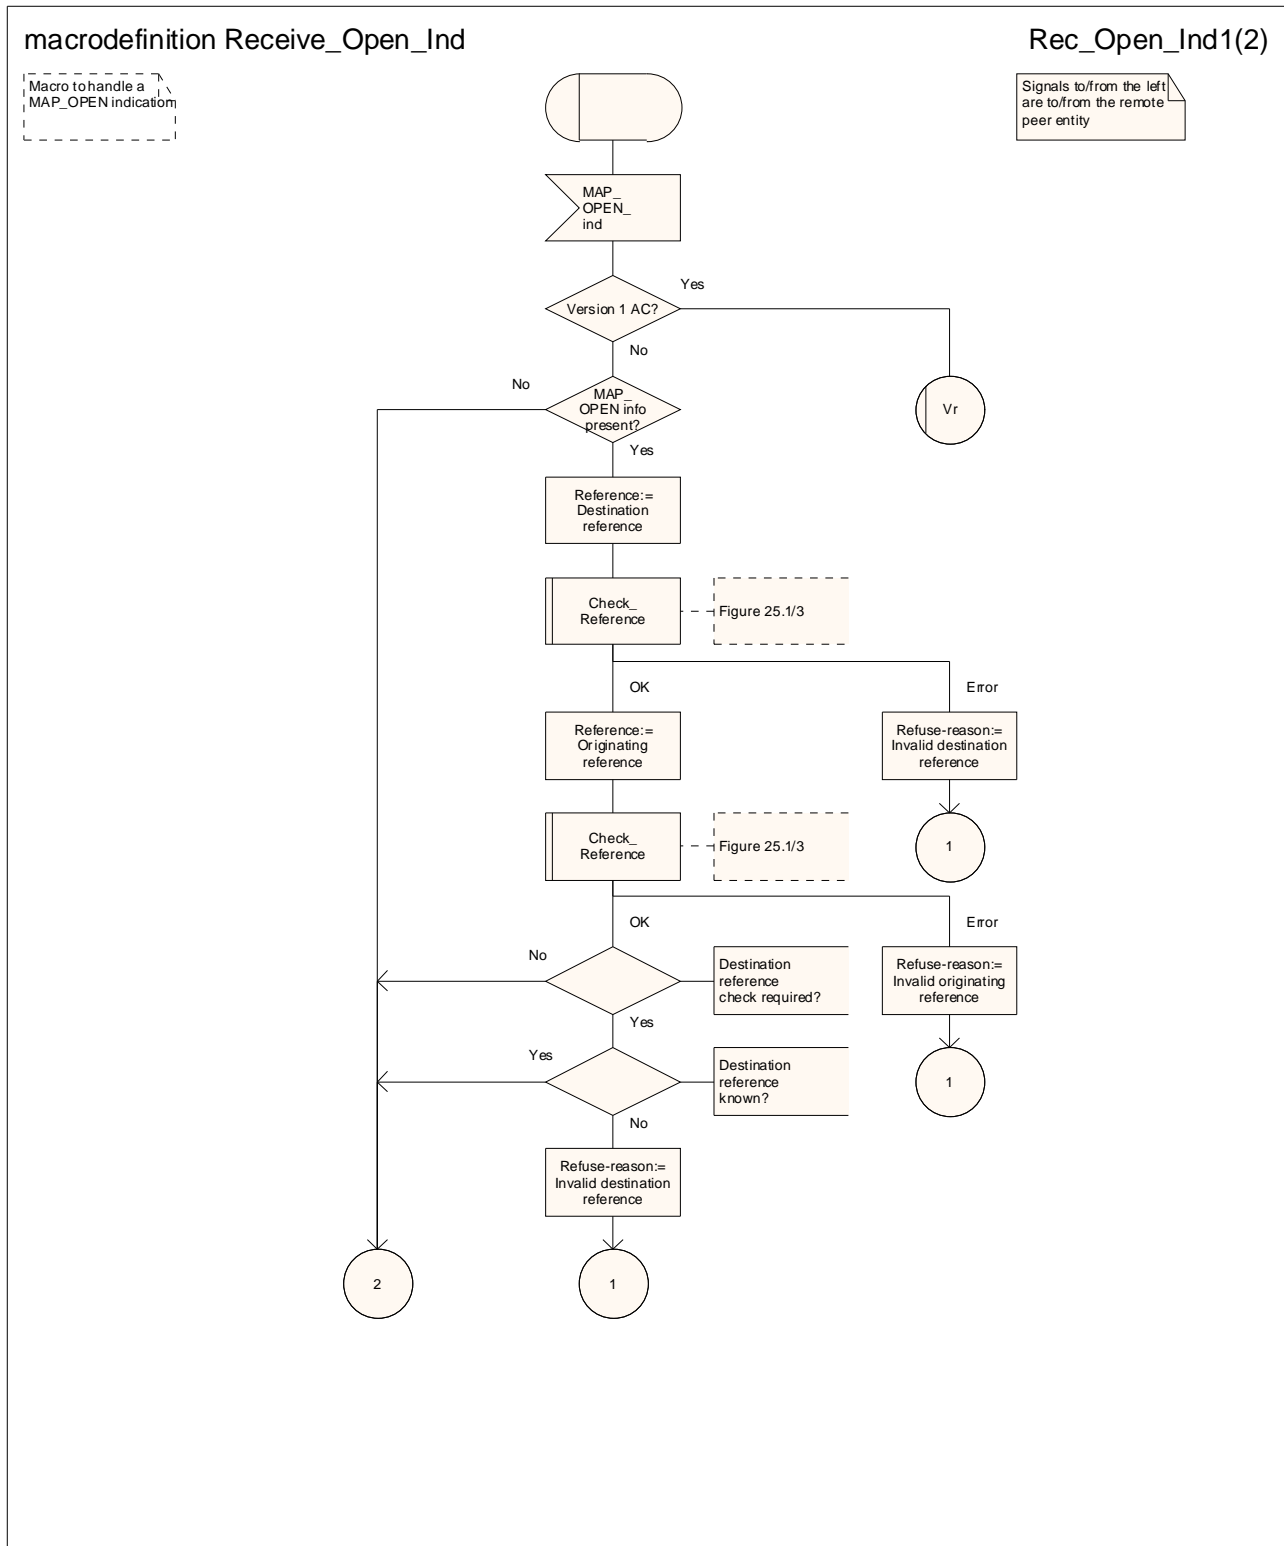 macrodefinition Receive_Open_Ind
Rec_Open_Ind1(2)
Macro to handle a
MAP_OPEN indication
Signals to/from the left
are to/from the remote
peer entity
MAP_
OPEN_
ind
Yes
Version 1 AC?
No
No
MAP_
OPEN info
present?
Vr
Yes
Reference:=
Destination
reference
Check_
Reference
Figure 25.1/3
OK
Error
Reference:=
Originating
reference
Refuse-reason:=
Invalid destination
reference
Check_
Reference
Figure 25.1/3
1
OK
Error
No
Destination
reference
check required?
Refuse-reason:=
Invalid originating
reference
Yes
Yes
Destination
reference
known?
1
No
Refuse-reason:=
Invalid destination
reference
2
1